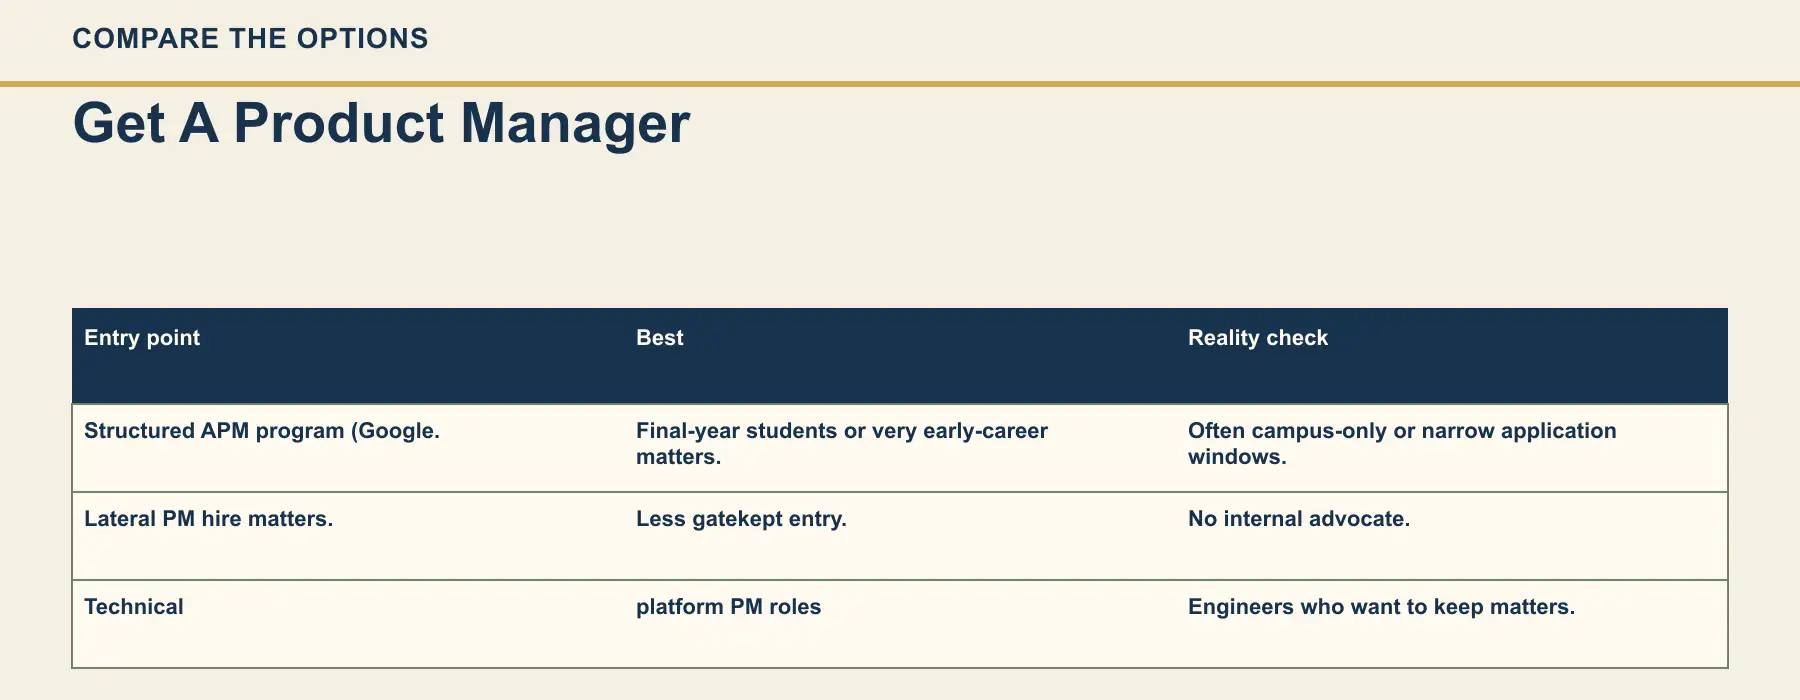 COMPARE THE OPTIONS
Get A Product Manager
Entry point Best Reality check
Structured APM program (Google. Final-year students or very early-career Often campus-only or narrow application
matters. windows.
Lateral PM hire matters. Less gatekept entry. No internal advocate.
Technical platform PM roles Engineers who want to keep matters.